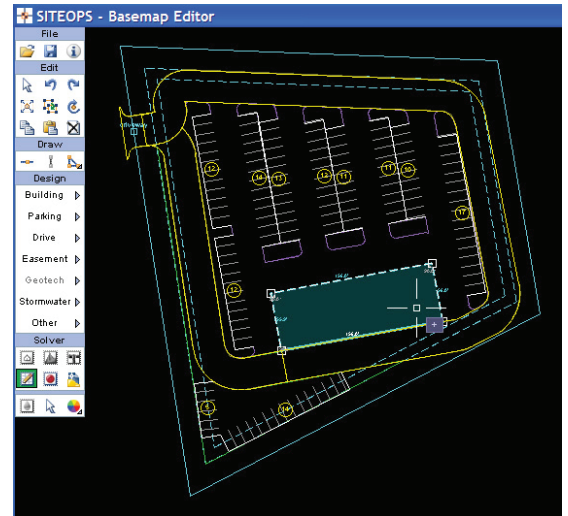 SITEOPS - Basemap Editor
File
Edit
Draw
Design
Building
Parking
Drive
Easement
Geotech
Stormwater
Other
Solver
12
14
11
12
11
11
17
12
14